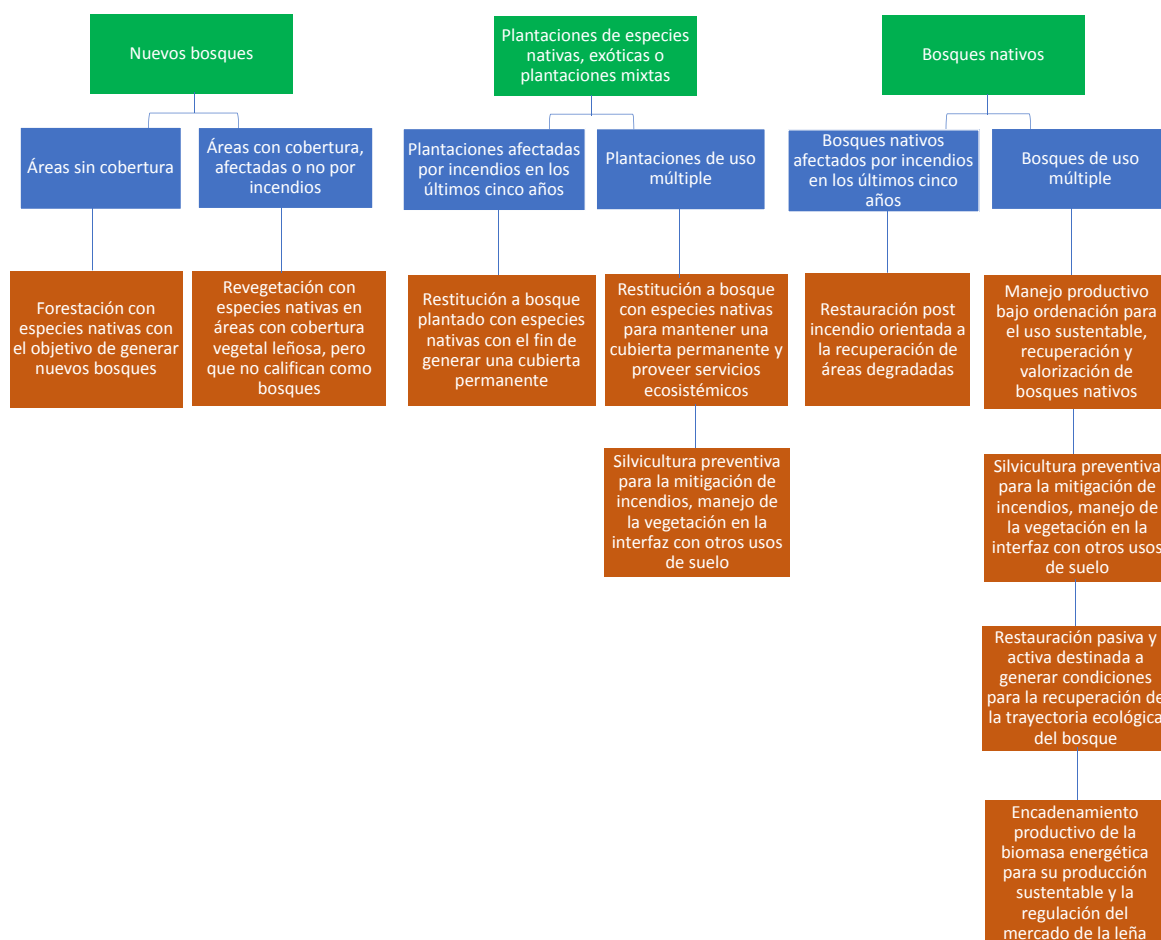 Nuevos bosques
Plantaciones de especies
nativas, exóticas o
plantaciones mixtas
Bosques nativos
Áreas sin cobertura
Áreas con cobertura,
afectadas o no por
incendios
Plantaciones afectadas
por incendios en los
últimos cinco años
Plantaciones de uso
múltiple
Bosques nativos
afectados por incendios
en los últimos cinco
años
Bosques de uso
múltiple
Forestación con
especies nativas con
el objetivo de generar
nuevos bosques
Revegetación con
especies nativas en
áreas con cobertura
vegetal leñosa, pero
que no califican como
bosques
Restitución a bosque
plantado con especies
nativas con el fin de
generar una cubierta
permanente
Restitución a bosque
con especies nativas
para mantener una
cubierta permanente y
proveer servicios
ecosistémicos
Restauración post
incendio orientada a
la recuperación de
áreas degradadas
Manejo productivo
bajo ordenación para
el uso sustentable,
recuperación y
valorización de
bosques nativos
Silvicultura preventiva
para la mitigación de
incendios, manejo de
la vegetación en la
interfaz con otros usos
de suelo
Silvicultura preventiva
para la mitigación de
incendios, manejo de
la vegetación en la
interfaz con otros usos
de suelo
Restauración pasiva y
activa destinada a
generar condiciones
para la recuperación de
la trayectoria ecológica
del bosque
Encadenamiento
productivo de la
biomasa energética
para su producción
sustentable y la
regulación del
mercado de la leña